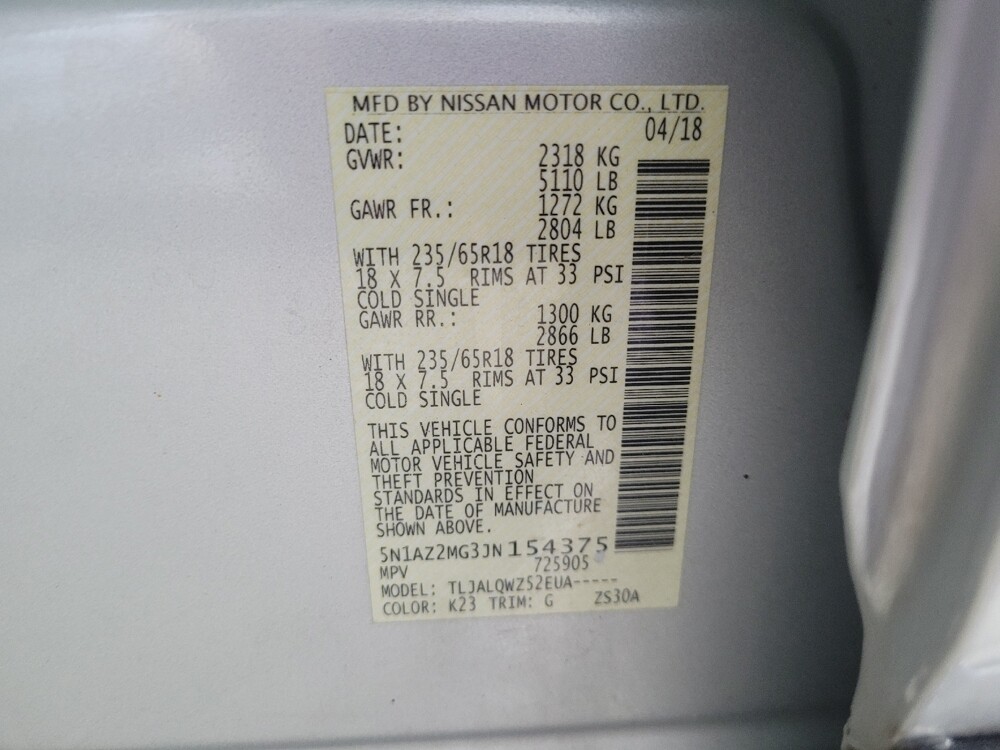 MFD BY NISSAN MOTOR CO., LTD.
DATE: 04/18
GVWR: 2318 KG
5110 LB
GAWR FR.: 1272 KG
2804 LB
WITH 235/65R18 TIRES
18 X 7.5 RIMS AT 33 PSI
COLD SINGLE
GAWR RR.: 1300 KG
2866 LB
WITH 235/65R18 TIRES
18 X 7.5 RIMS AT 33 PSI
COLD SINGLE
THIS VEHICLE CONFORMS TO
ALL APPLICABLE FEDERAL
MOTOR VEHICLE SAFETY AND
THEFT PREVENTION
STANDARDS IN EFFECT ON
THE DATE OF MANUFACTURE
SHOWN ABOVE.
5N1AZ2MG3JN154375
MPV 725905
MODEL: TLJALQWZ52EUA-----
COLOR: K23 TRIM: G ZS30A